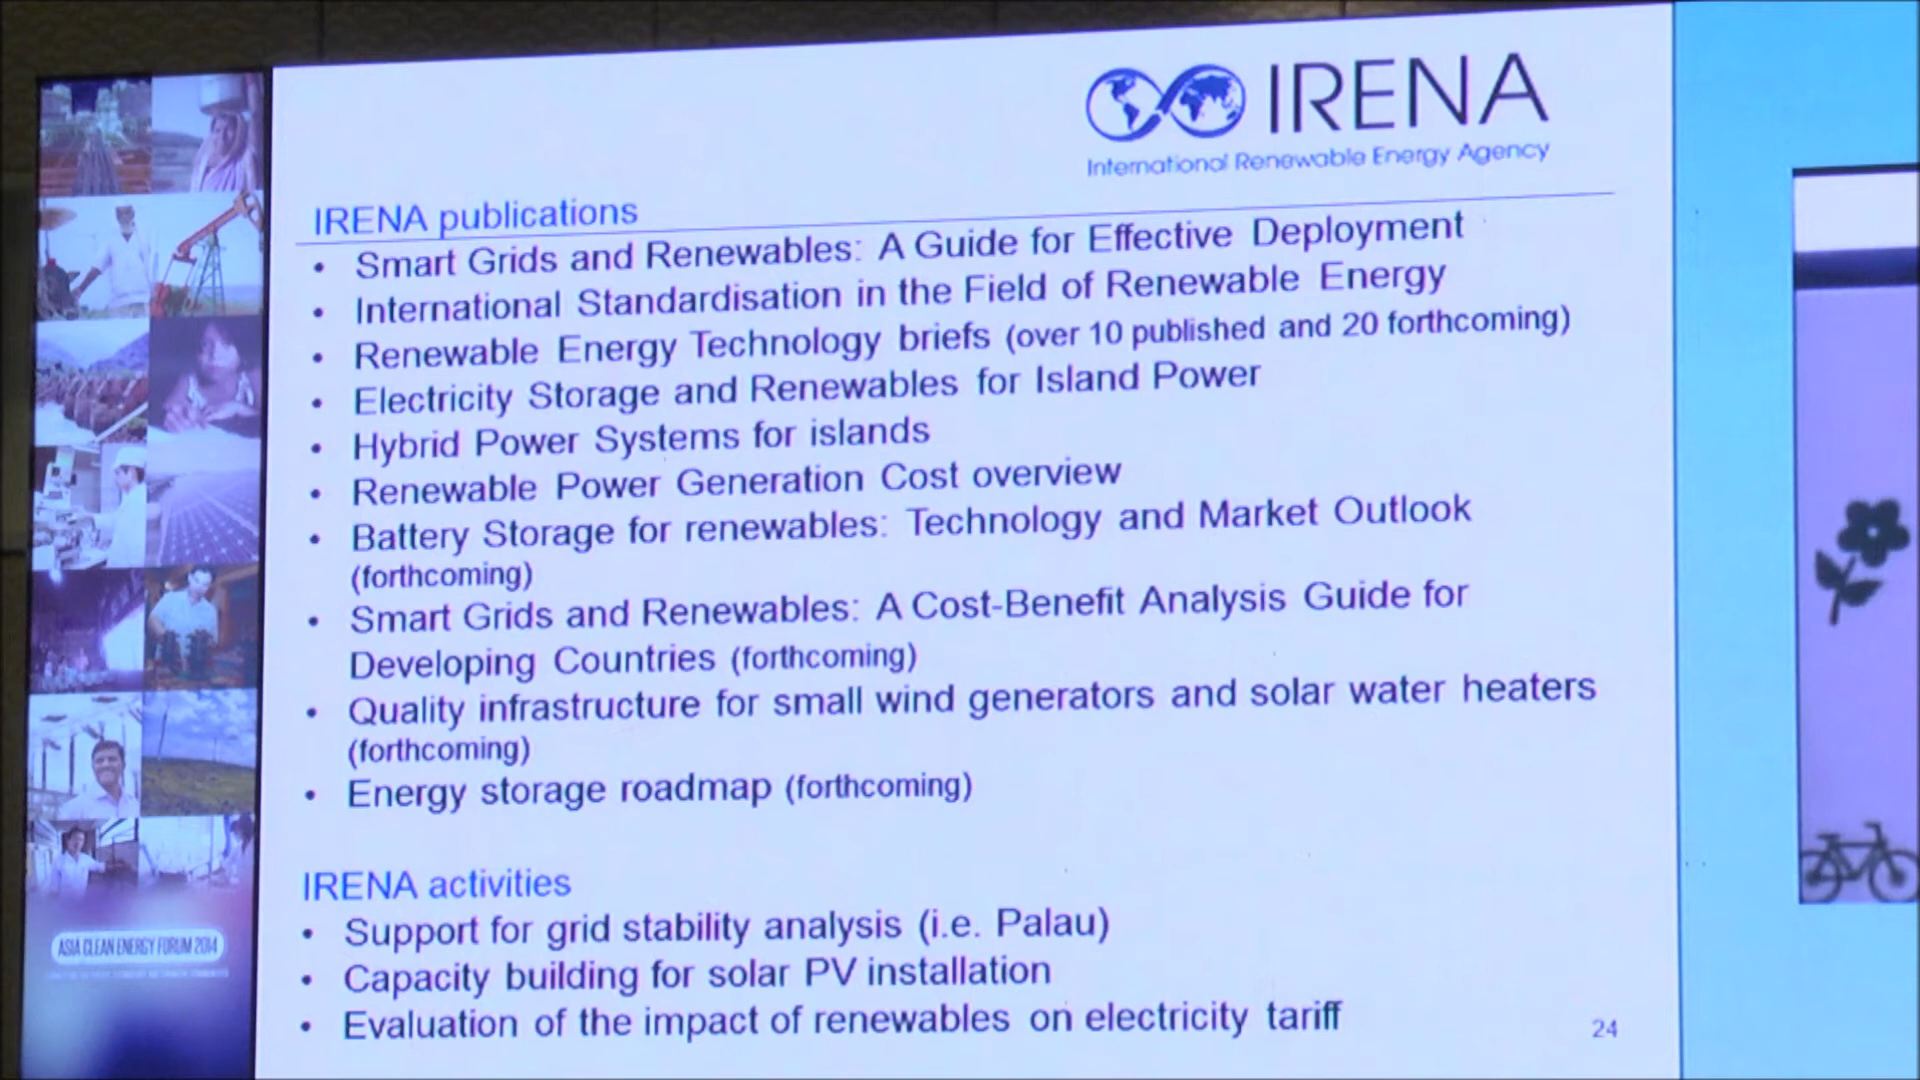 IRENA
International Renewable Energy Agency
IRENA publications
• Smart Grids and Renewables: A Guide for Effective Deployment
• International Standardisation in the Field of Renewable Energy
• Renewable Energy Technology briefs (over 10 published and 20 forthcoming)
• Electricity Storage and Renewables for Island Power
• Hybrid Power Systems for islands
• Renewable Power Generation Cost overview
• Battery Storage for renewables: Technology and Market Outlook
(forthcoming)
• Smart Grids and Renewables: A Cost-Benefit Analysis Guide for
Developing Countries (forthcoming)
• Quality infrastructure for small wind generators and solar water heaters
(forthcoming)
• Energy storage roadmap (forthcoming)
IRENA activities
• Support for grid stability analysis (i.e. Palau)
• Capacity building for solar PV installation
• Evaluation of the impact of renewables on electricity tariff
24
ASIA CLEAN ENERGY FORUM 2014